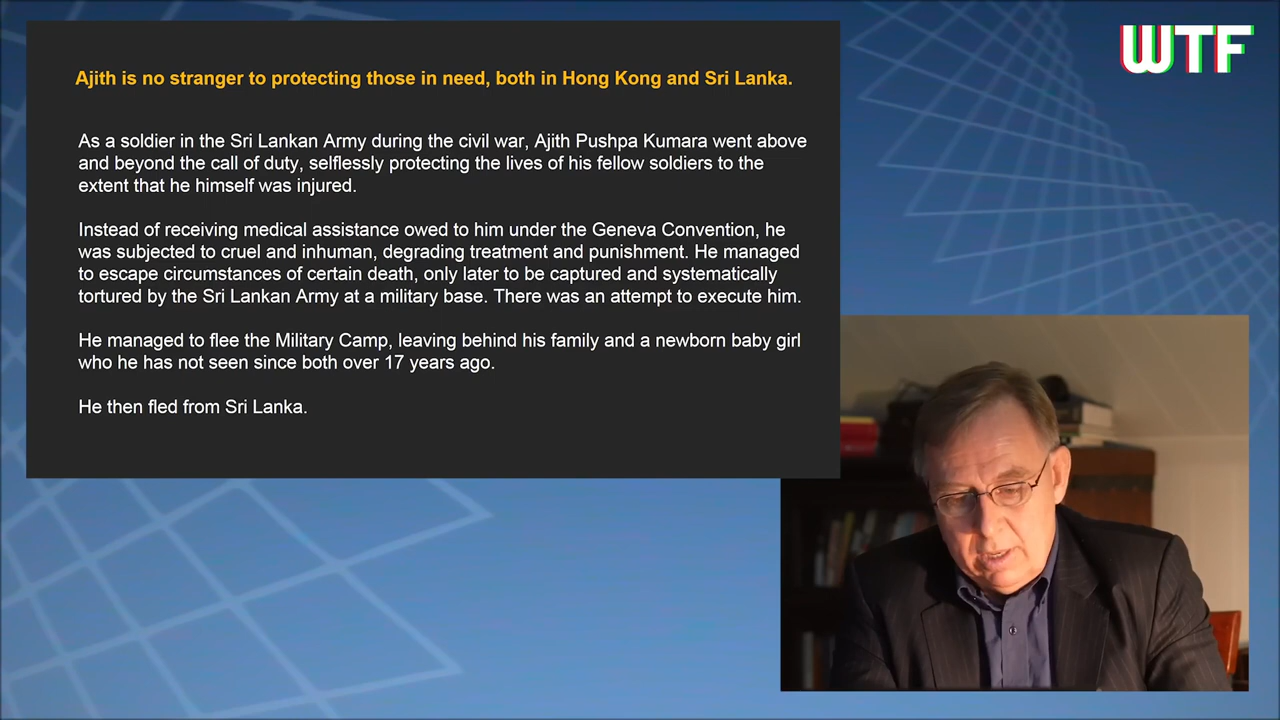 WTF
Ajith is no stranger to protecting those in need, both in Hong Kong and Sri Lanka.
As a soldier in the Sri Lankan Army during the civil war, Ajith Pushpa Kumara went above
and beyond the call of duty, selflessly protecting the lives of his fellow soldiers to the
extent that he himself was injured.
Instead of receiving medical assistance owed to him under the Geneva Convention, he
was subjected to cruel and inhuman, degrading treatment and punishment. He managed
to escape circumstances of certain death, only later to be captured and systematically
tortured by the Sri Lankan Army at a military base. There was an attempt to execute him.
He managed to flee the Military Camp, leaving behind his family and a newborn baby girl
who he has not seen since both over 17 years ago.
He then fled from Sri Lanka.